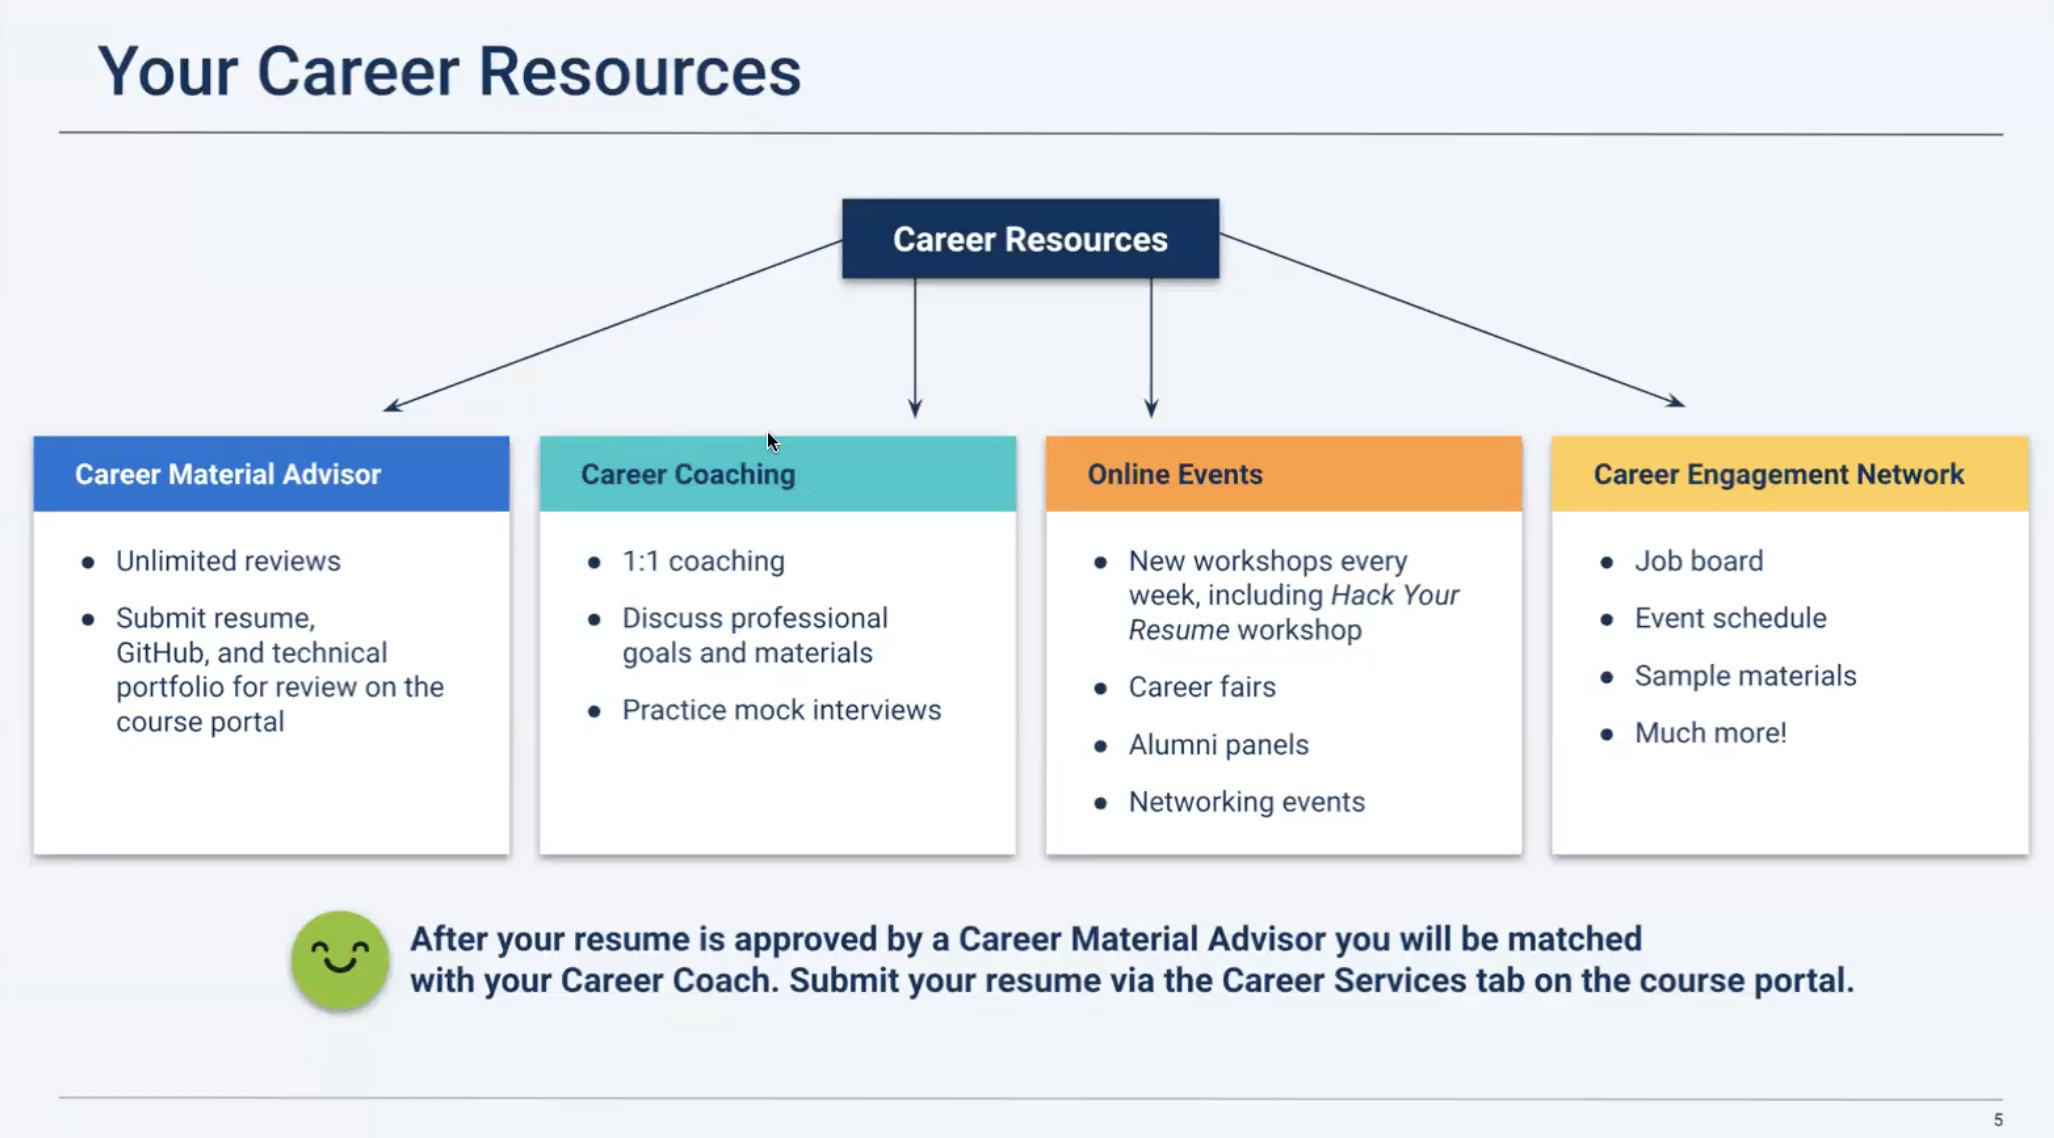 Your Career Resources
Career Resources
Career Material Advisor
● Unlimited reviews
● Submit resume,
GitHub, and technical
portfolio for review on the
course portal
Career Coaching
● 1:1 coaching
● Discuss professional
goals and materials
● Practice mock interviews
Online Events
● New workshops every
week, including Hack Your
Resume workshop
● Career fairs
● Alumni panels
● Networking events
Career Engagement Network
● Job board
● Event schedule
● Sample materials
● Much more!
After your resume is approved by a Career Material Advisor you will be matched
with your Career Coach. Submit your resume via the Career Services tab on the course portal.
5